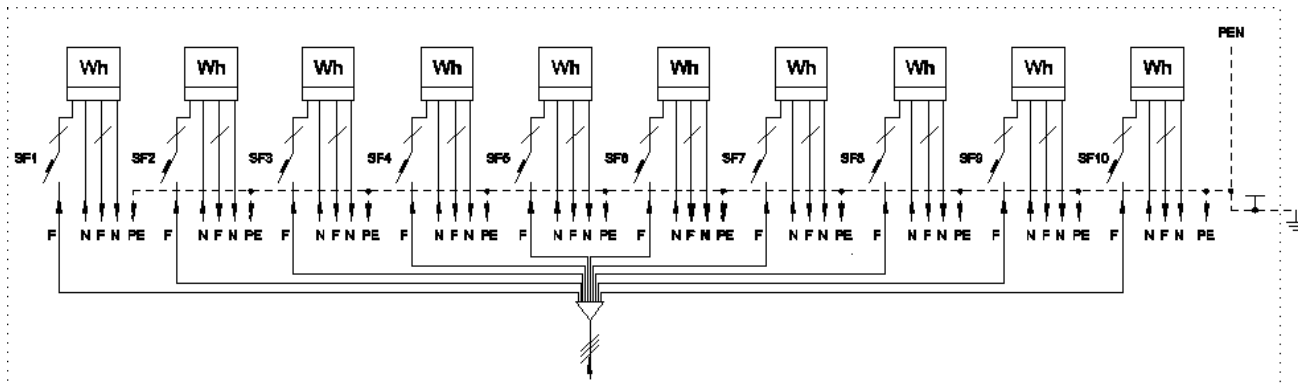 PEN
Wh Wh Wh Wh Wh Wh Wh Wh Wh Wh
SF1 SF2 SF3 SF4 SF5 SF6 SF7 SF8 SF9 SF10
F N F N PE F N F N PE F N F N PE F N F N PE F N F N PE F N F N PE F N F N PE F N F N PE F N F N PE F N F N PE